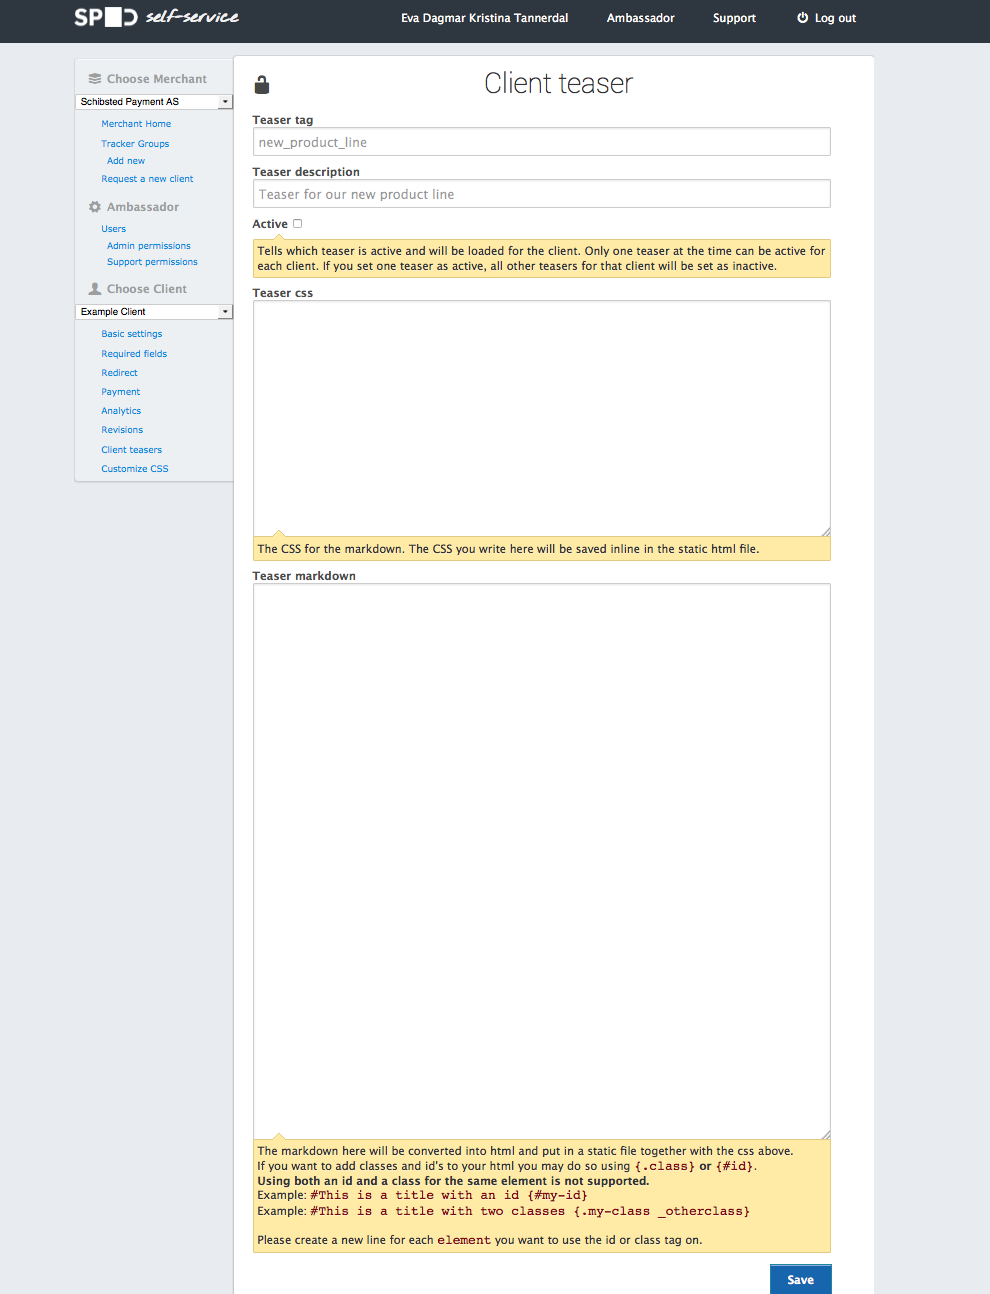 SP D self-service
Eva Dagmar Kristina Tannerdal
Ambassador
Support
Log out
Choose Merchant
Schibsted Payment AS
Merchant Home
Tracker Groups
Add new
Request a new client
Ambassador
Users
Admin permissions
Support permissions
Choose Client
Example Client
Basic settings
Required fields
Redirect
Payment
Analytics
Revisions
Client teasers
Customize CSS
Client teaser
Teaser tag
new_product_line
Teaser description
Teaser for our new product line
Active
Tells which teaser is active and will be loaded for the client. Only one teaser at the time can be active for
each client. If you set one teaser as active, all other teasers for that client will be set as inactive.
Teaser css
The CSS for the markdown. The CSS you write here will be saved inline in the static html file.
Teaser markdown
The markdown here will be converted into html and put in a static file together with the css above.
If you want to add classes and id's to your html you may do so using {.class} or {#id}.
Using both an id and a class for the same element is not supported.
Example: #This is a title with an id {#my-id}
Example: #This is a title with two classes {.my-class _otherclass}
Please create a new line for each element you want to use the id or class tag on.
Save